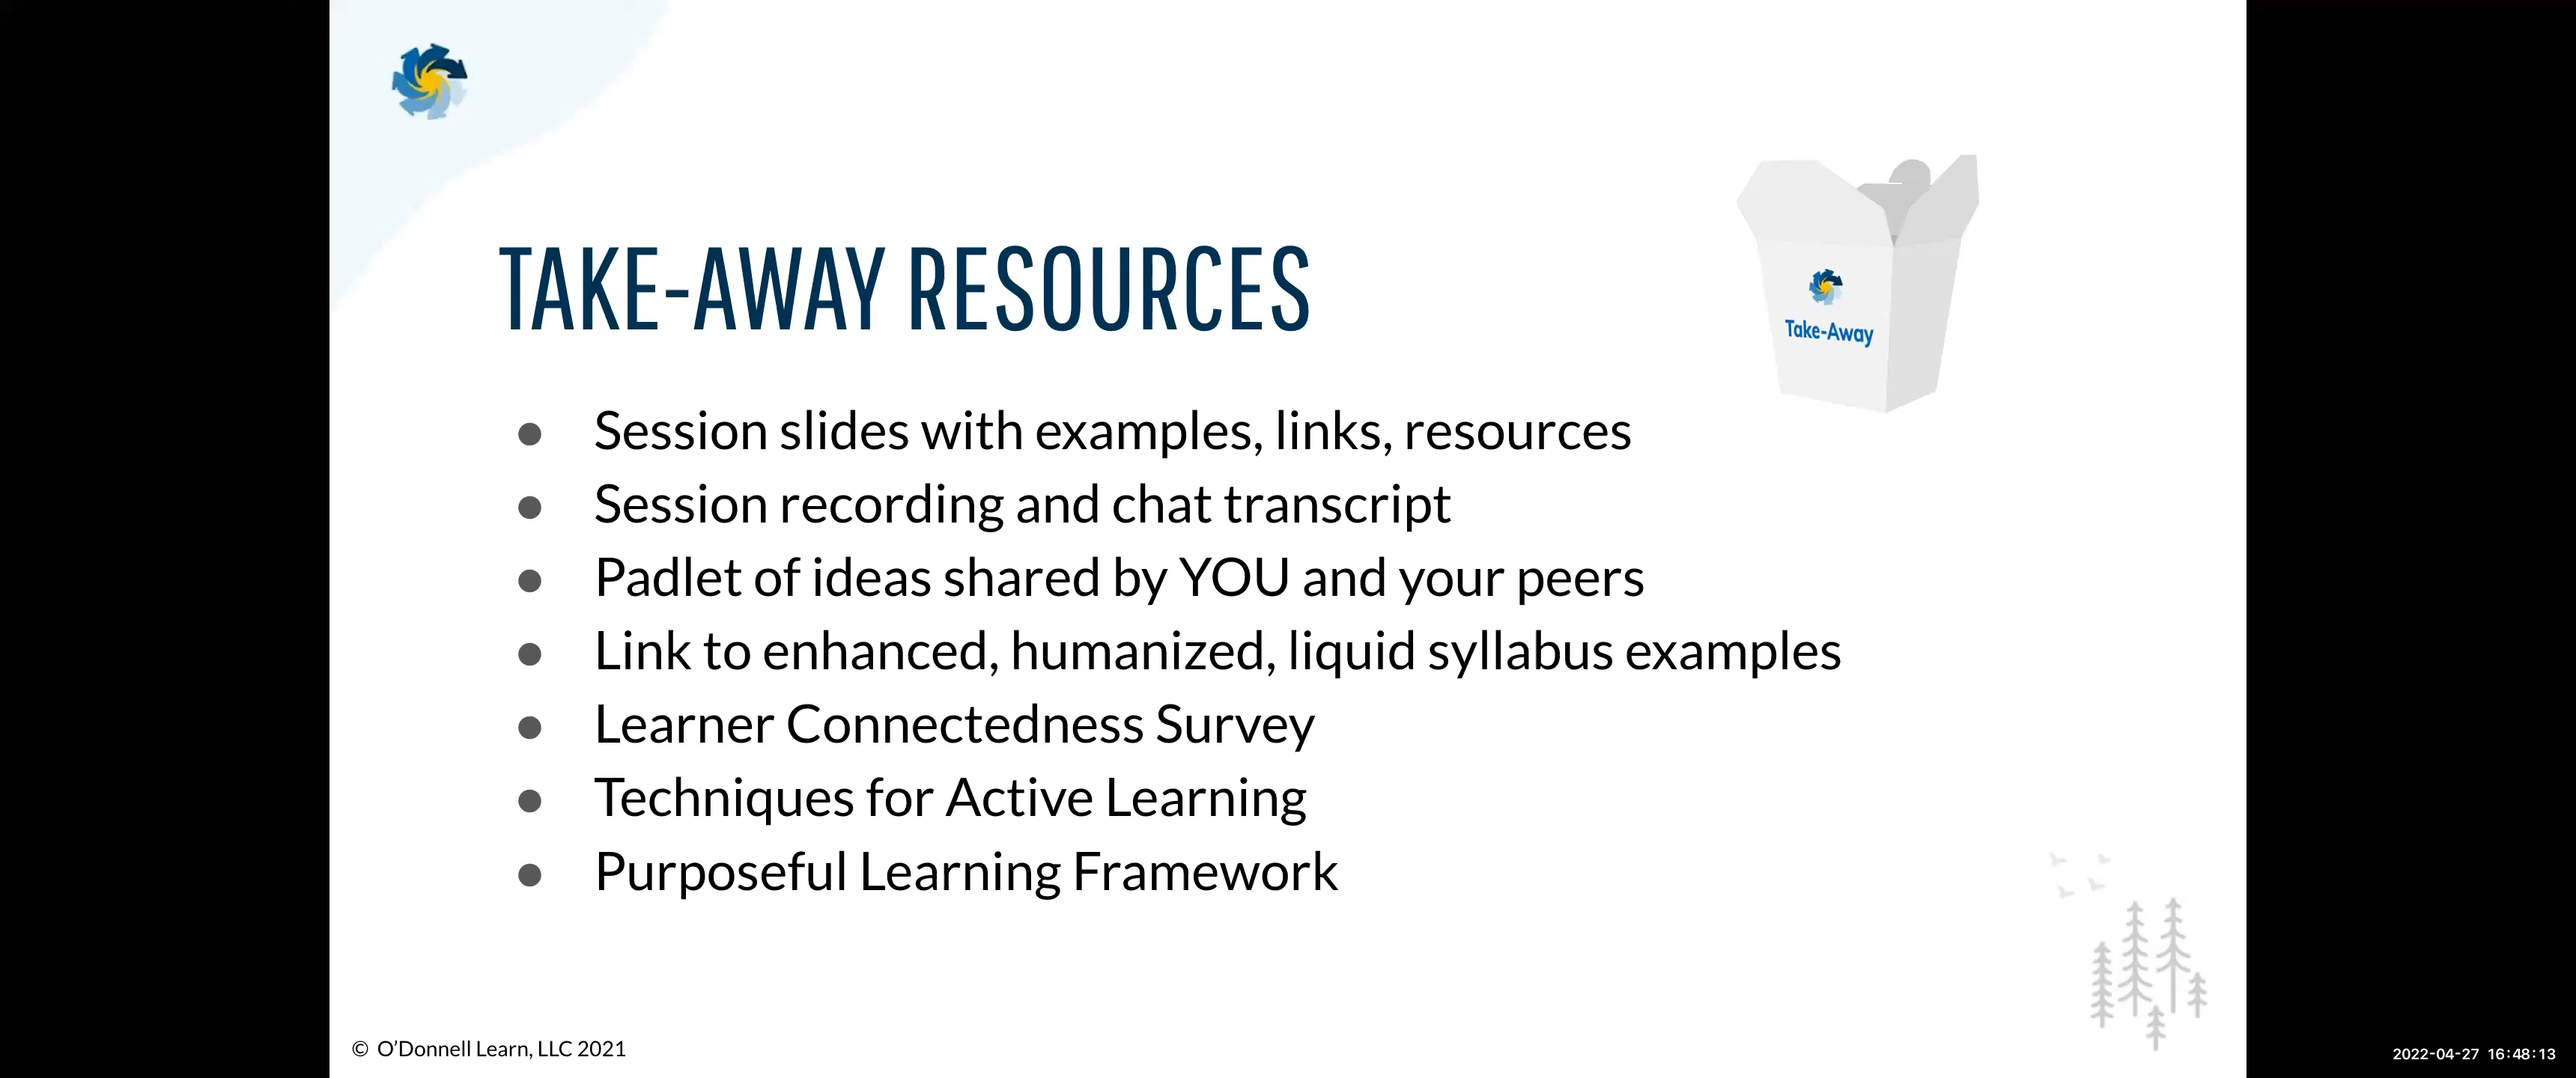 TAKE-AWAY RESOURCES
Take-Away
● Session slides with examples, links, resources
● Session recording and chat transcript
● Padlet of ideas shared by YOU and your peers
● Link to enhanced, humanized, liquid syllabus examples
● Learner Connectedness Survey
● Techniques for Active Learning
● Purposeful Learning Framework
© O’Donnell Learn, LLC 2021
2022-04-27 16:48:13